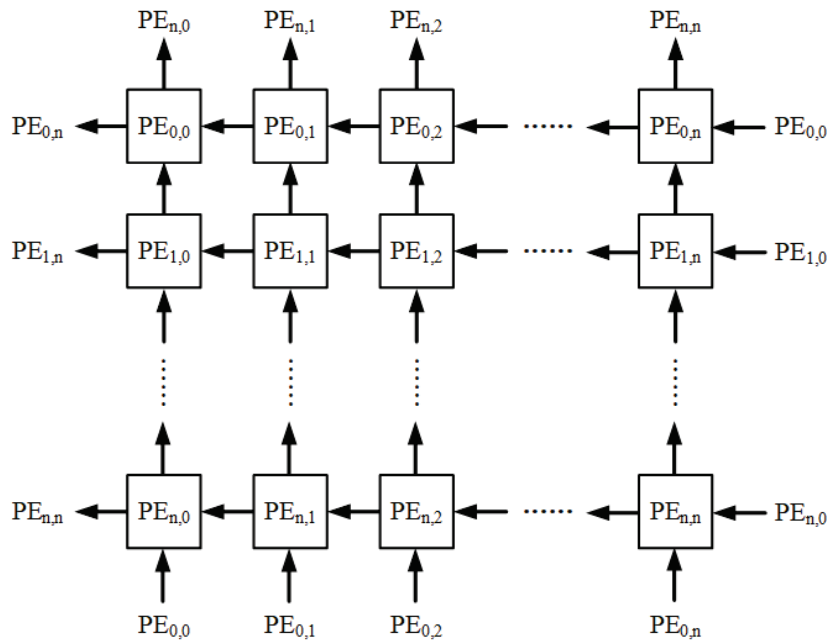 PEn,0 PEn,1 PEn,2 PEn,n
PE0,n PE0,0 PE0,1 PE0,2 ...... PE0,n PE0,0
PE1,n PE1,0 PE1,1 PE1,2 ...... PE1,n PE1,0
...... ...... ...... ......
PEn,n PEn,0 PEn,1 PEn,2 ...... PEn,n PEn,0
PE0,0 PE0,1 PE0,2 PE0,n